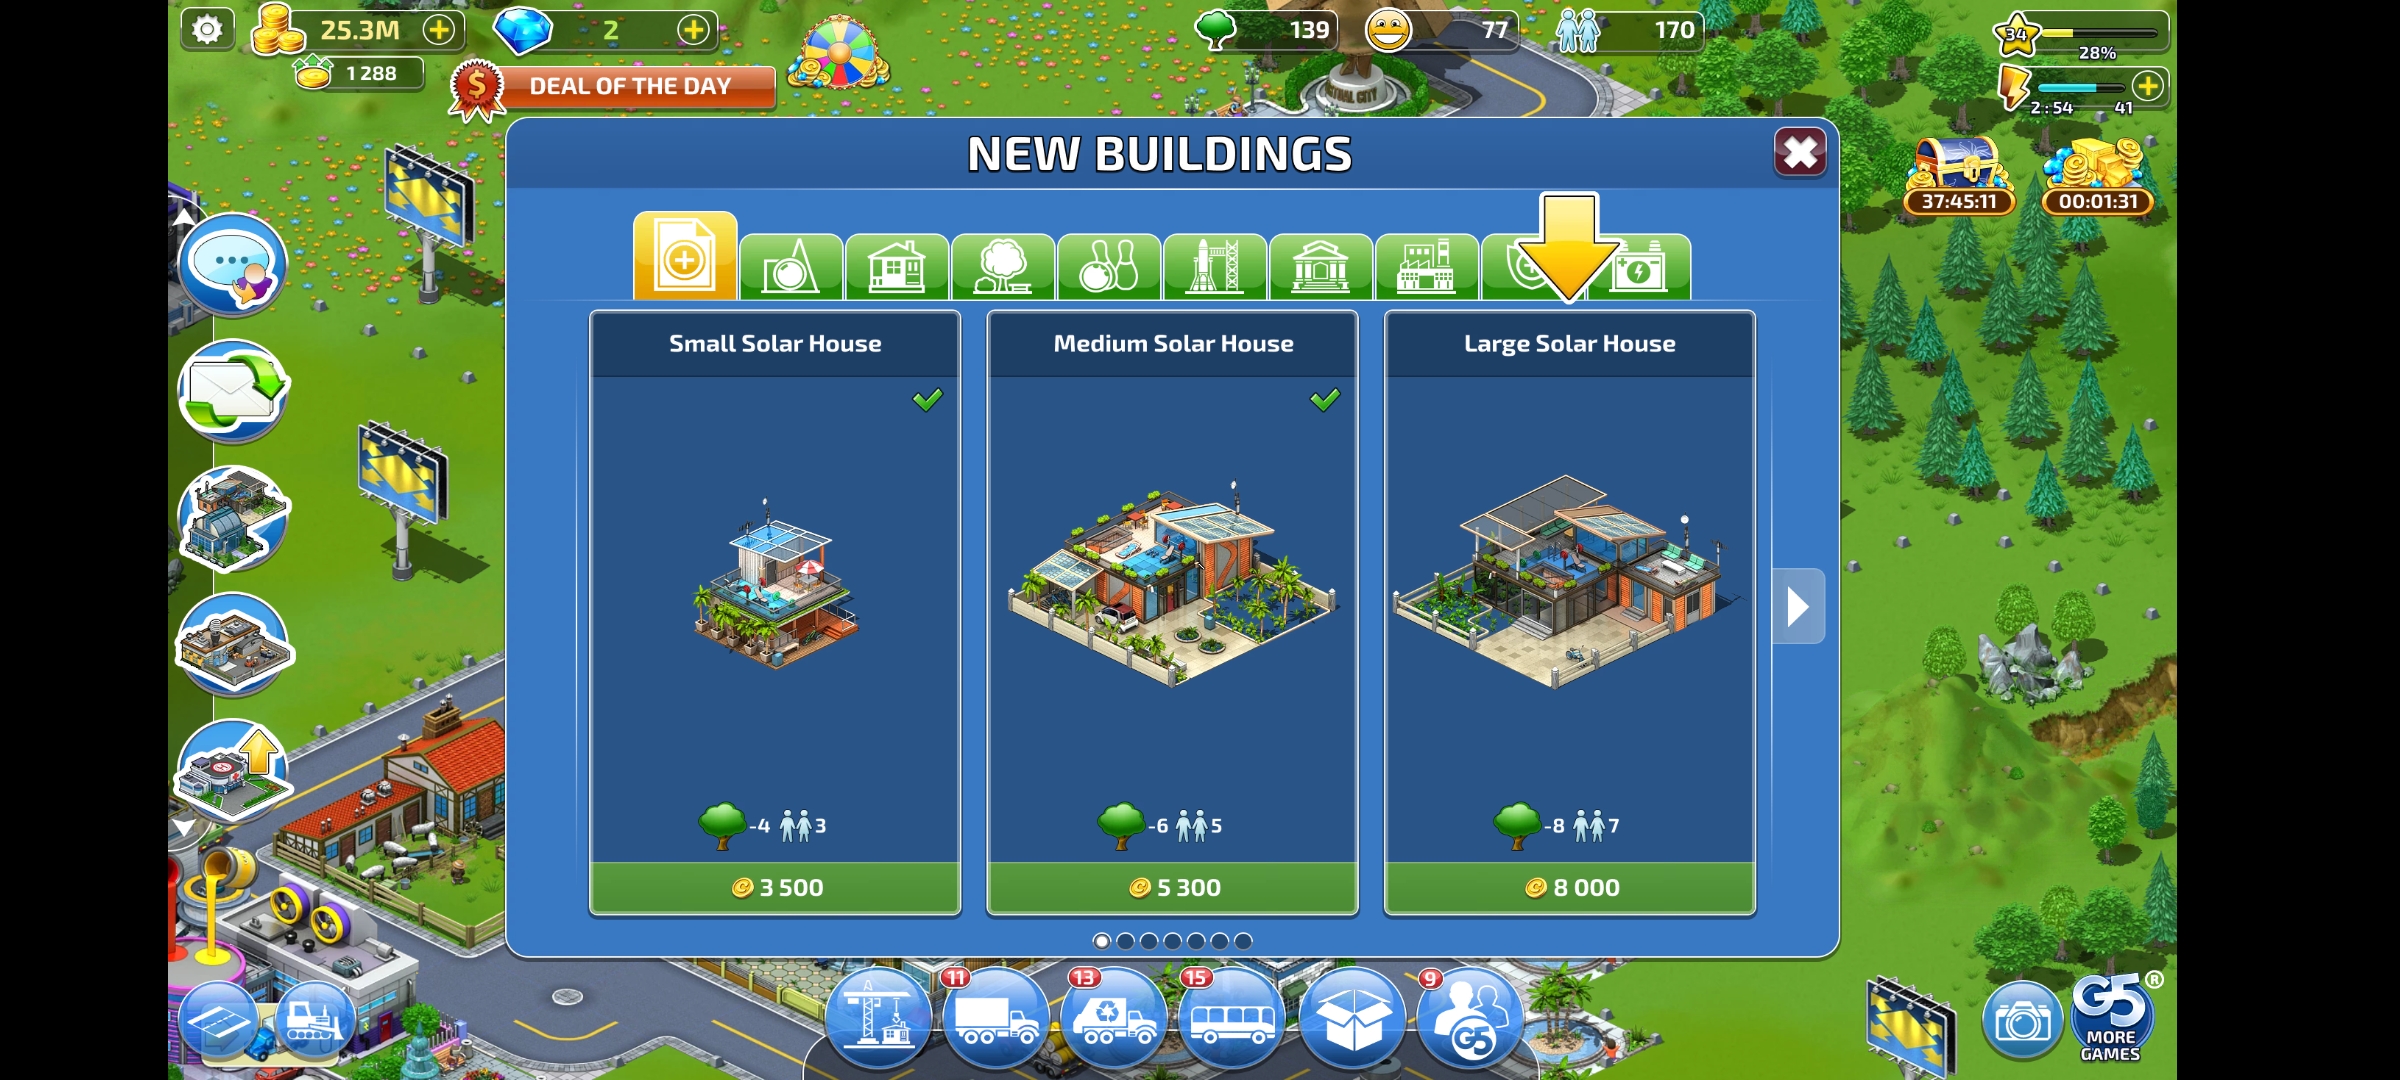 25.3M
2
139
77
170
34
28%
1 288
DEAL OF THE DAY
2:54
41
NEW BUILDINGS
37:45:11
00:01:31
Small Solar House
Medium Solar House
Large Solar House
-4 3
-6 5
-8 7
3 500
5 300
8 000
11
13
15
9
G5
G5®
MORE
GAMES